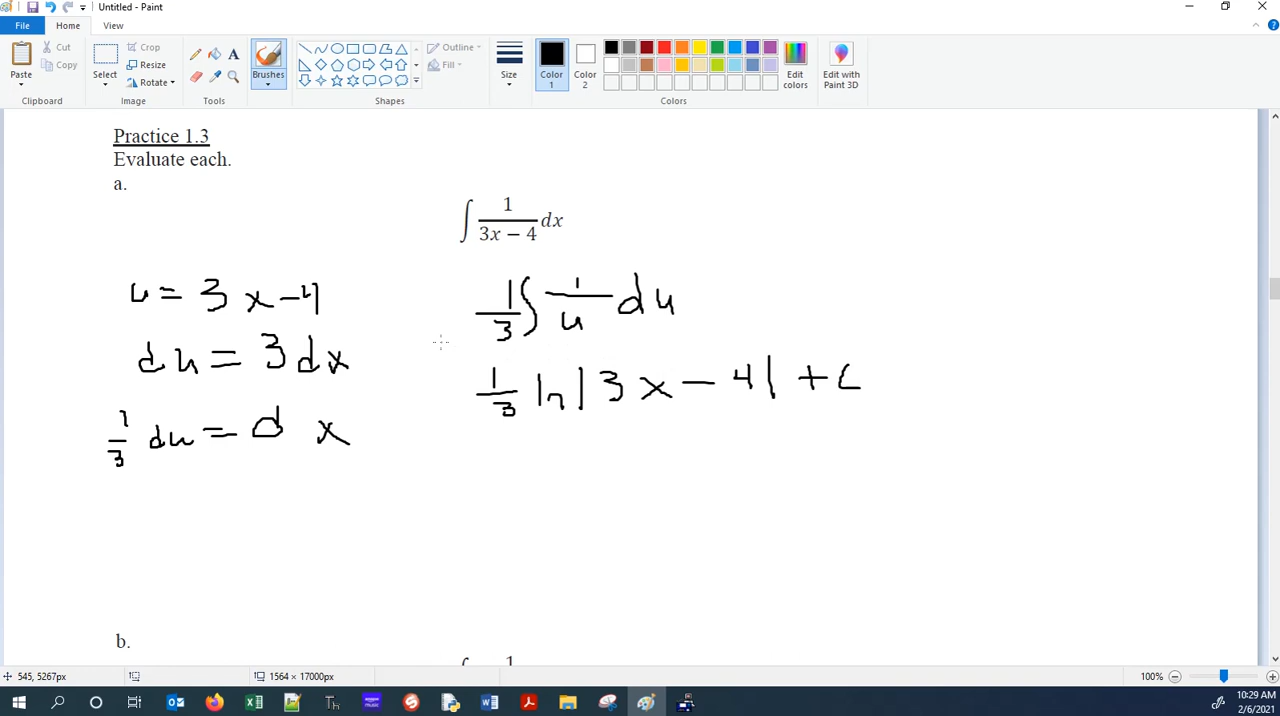 Untitled - Paint
File Home View
Paste Cut Copy Clipboard
Select Crop Resize Rotate Image
Tools
Brushes
Shapes Outline Fill
Size
Color 1 Color 2 Colors Edit colors
Edit with Paint 3D
Practice 1.3
Evaluate each.
a.
∫ 1/(3x − 4) dx
u = 3x-4
1/3 ∫ 1/u du
du = 3dx
1/3 ln|3x - 4| + C
1/3 du = dx
b.
1
545, 5267px
1564 × 17000px
100%
10:29 AM
2/6/2021